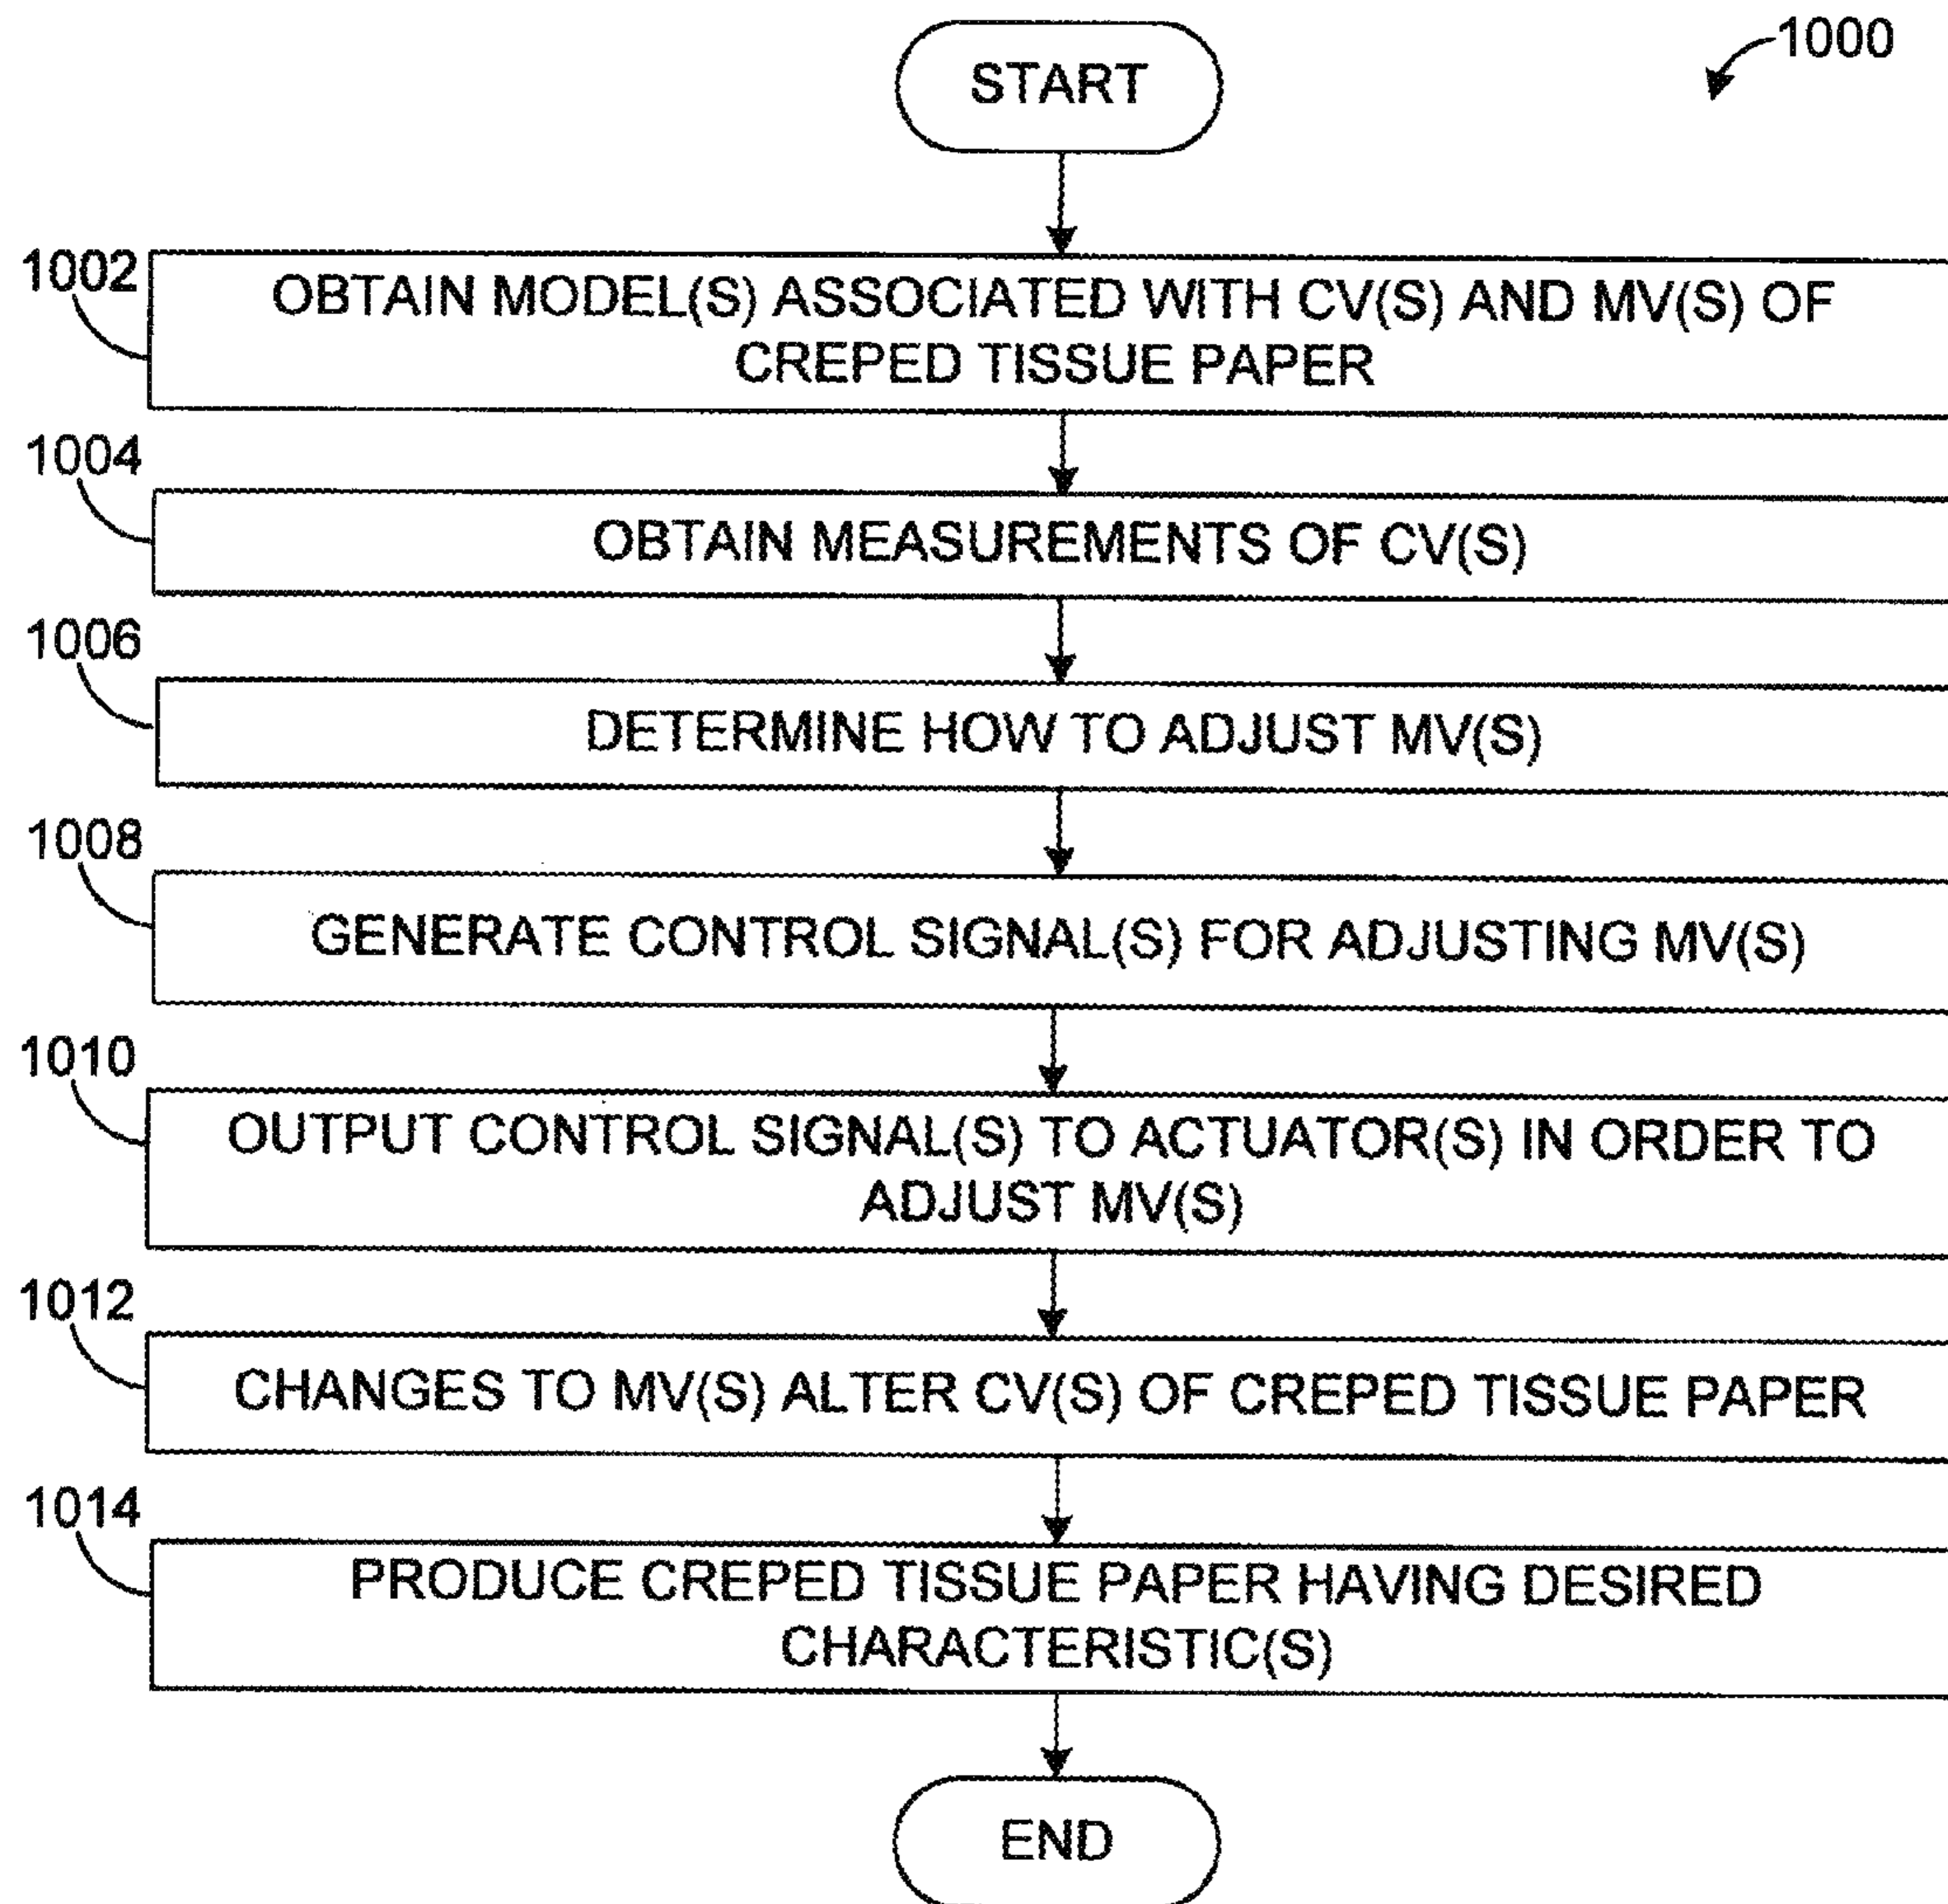 1000
START
1002
OBTAIN MODEL(S) ASSOCIATED WITH CV(S) AND MV(S) OF
CREPED TISSUE PAPER
1004
OBTAIN MEASUREMENTS OF CV(S)
1006
DETERMINE HOW TO ADJUST MV(S)
1008
GENERATE CONTROL SIGNAL(S) FOR ADJUSTING MV(S)
1010
OUTPUT CONTROL SIGNAL(S) TO ACTUATOR(S) IN ORDER TO
ADJUST MV(S)
1012
CHANGES TO MV(S) ALTER CV(S) OF CREPED TISSUE PAPER
1014
PRODUCE CREPED TISSUE PAPER HAVING DESIRED
CHARACTERISTIC(S)
END